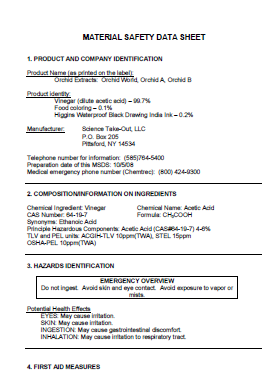 MATERIAL SAFETY DATA SHEET
1. PRODUCT AND COMPANY IDENTIFICATION
Product Name (as printed on the label):
Orchid Extracts: Orchid World, Orchid A, Orchid B
Product identity:
Vinegar (dilute acetic acid) – 99.7%
Food coloring – 0.1%
Higgins Waterproof Black Drawing India Ink – 0.2%
Manufacturer: Science Take-Out, LLC
P.O. Box 205
Pittsford, NY 14534
Telephone number for information: (585)764-5400
Preparation date of this MSDS: 10/5/08
Medical emergency phone number (Chemtrec): (800) 424-9300
2. COMPOSITION/INFORMATION ON INGREDIENTS
Chemical Ingredient: Vinegar Chemical Name: Acetic Acid
CAS Number: 64-19-7 Formula: CH₃COOH
Synonyms: Ethanoic Acid
Principle Hazardous Components: Acetic Acid (CAS#64-19-7) 4-6%
TLV and PEL units: ACGIH-TLV 10ppm(TWA), STEL 15ppm
OSHA-PEL 10ppm(TWA)
3. HAZARDS IDENTIFICATION
EMERGENCY OVERVIEW
Do not ingest. Avoid skin and eye contact. Avoid exposure to vapor or
mists.
Potential Health Effects
EYES: May cause irritation.
SKIN: May cause irritation.
INGESTION: May cause gastrointestinal discomfort.
INHALATION: May cause irritation to respiratory tract.
4. FIRST AID MEASURES